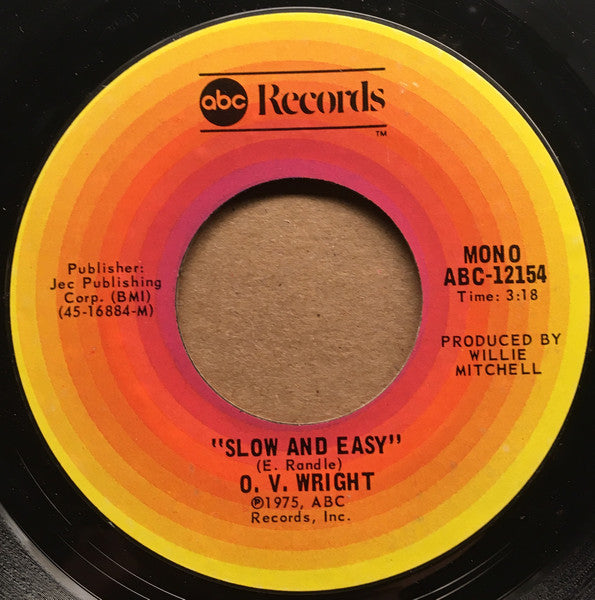 abc Records
TM
Publisher:
Jec Publishing
Corp. (BMI)
(45-16884-M)
MONO
ABC-12154
Time: 3:18
PRODUCED BY
WILLIE
MITCHELL
"SLOW AND EASY"
(E. Randle)
O. V. WRIGHT
Ⓟ1975, ABC
Records, Inc.